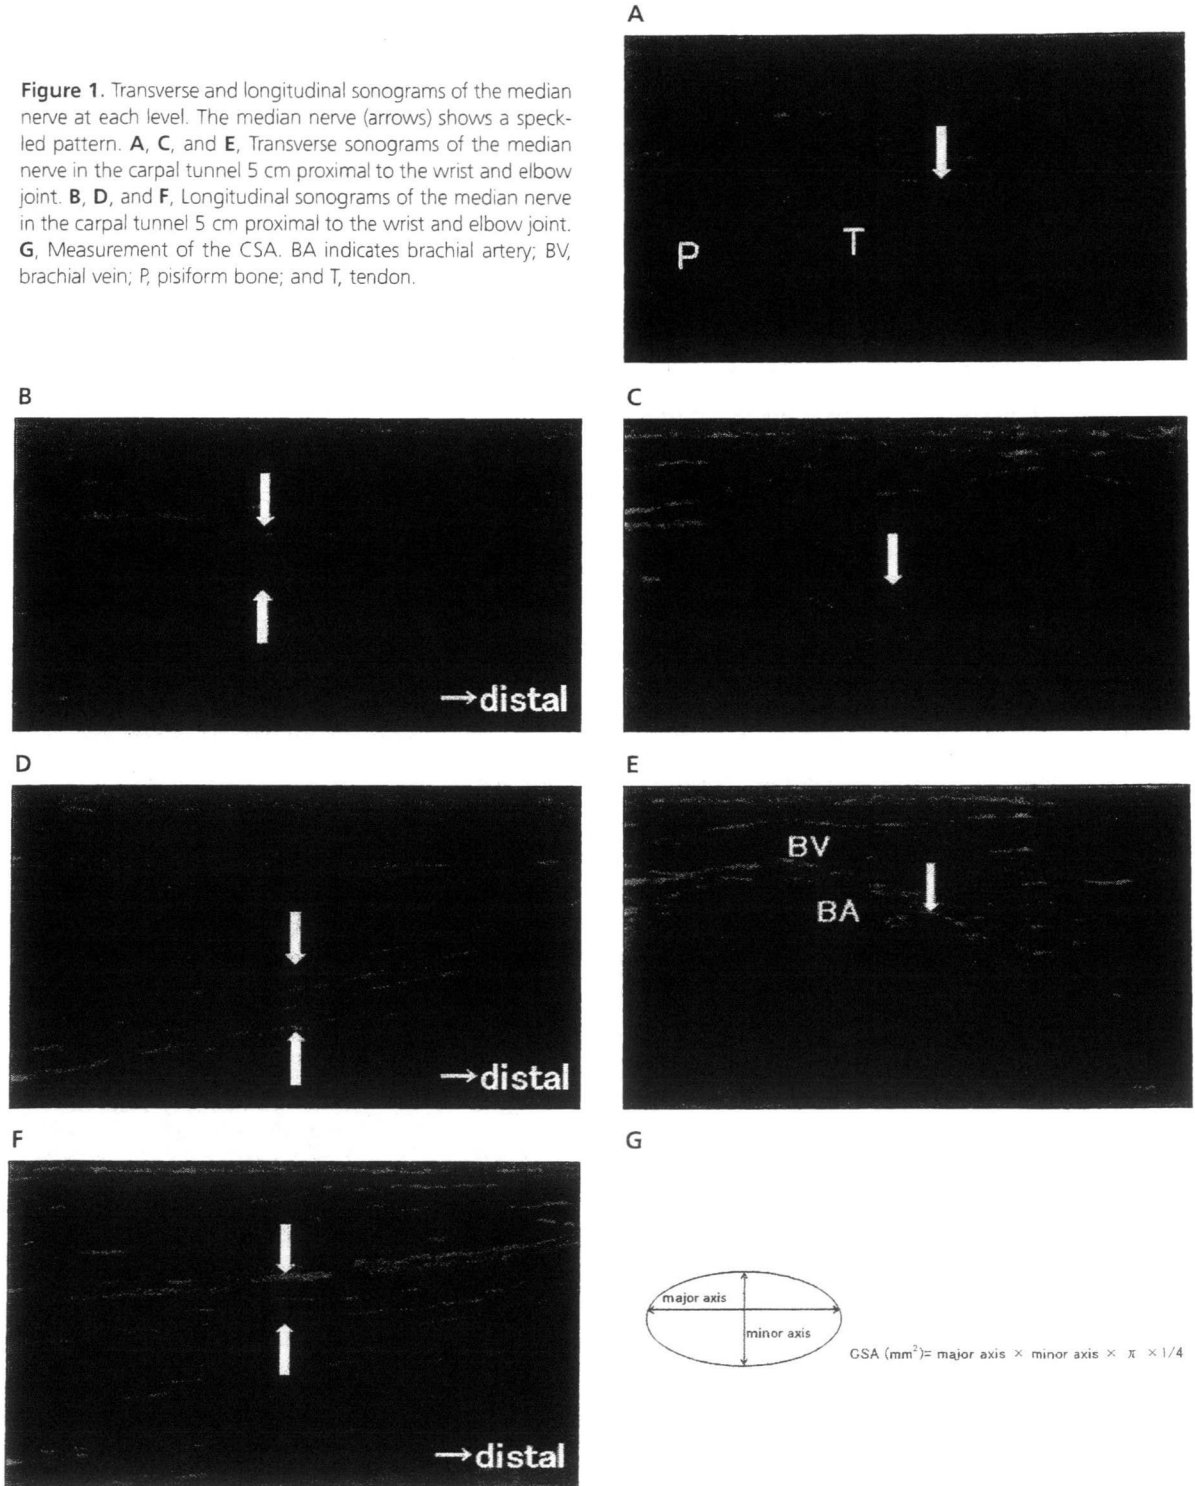 Figure 1. Transverse and longitudinal sonograms of the median
nerve at each level. The median nerve (arrows) shows a speck-
led pattern. A, C, and E, Transverse sonograms of the median
nerve in the carpal tunnel 5 cm proximal to the wrist and elbow
joint. B, D, and F, Longitudinal sonograms of the median nerve
in the carpal tunnel 5 cm proximal to the wrist and elbow joint.
G, Measurement of the CSA. BA indicates brachial artery; BV,
brachial vein; P, pisiform bone; and T, tendon.
A
P
T
B
→distal
C
D
→distal
E
BV
BA
F
→distal
G
major axis
minor axis
CSA (mm²)= major axis × minor axis × π ×1/4